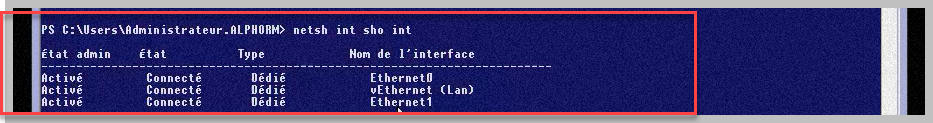 PS C:\Users\Administrateur.ALPHORM> netsh int sho int
État admin État Type Nom de l'interface
-------------------------------------------------------------------------
Activé Connecté Dédié Ethernet0
Activé Connecté Dédié vEthernet (Lan)
Activé Connecté Dédié Ethernet1